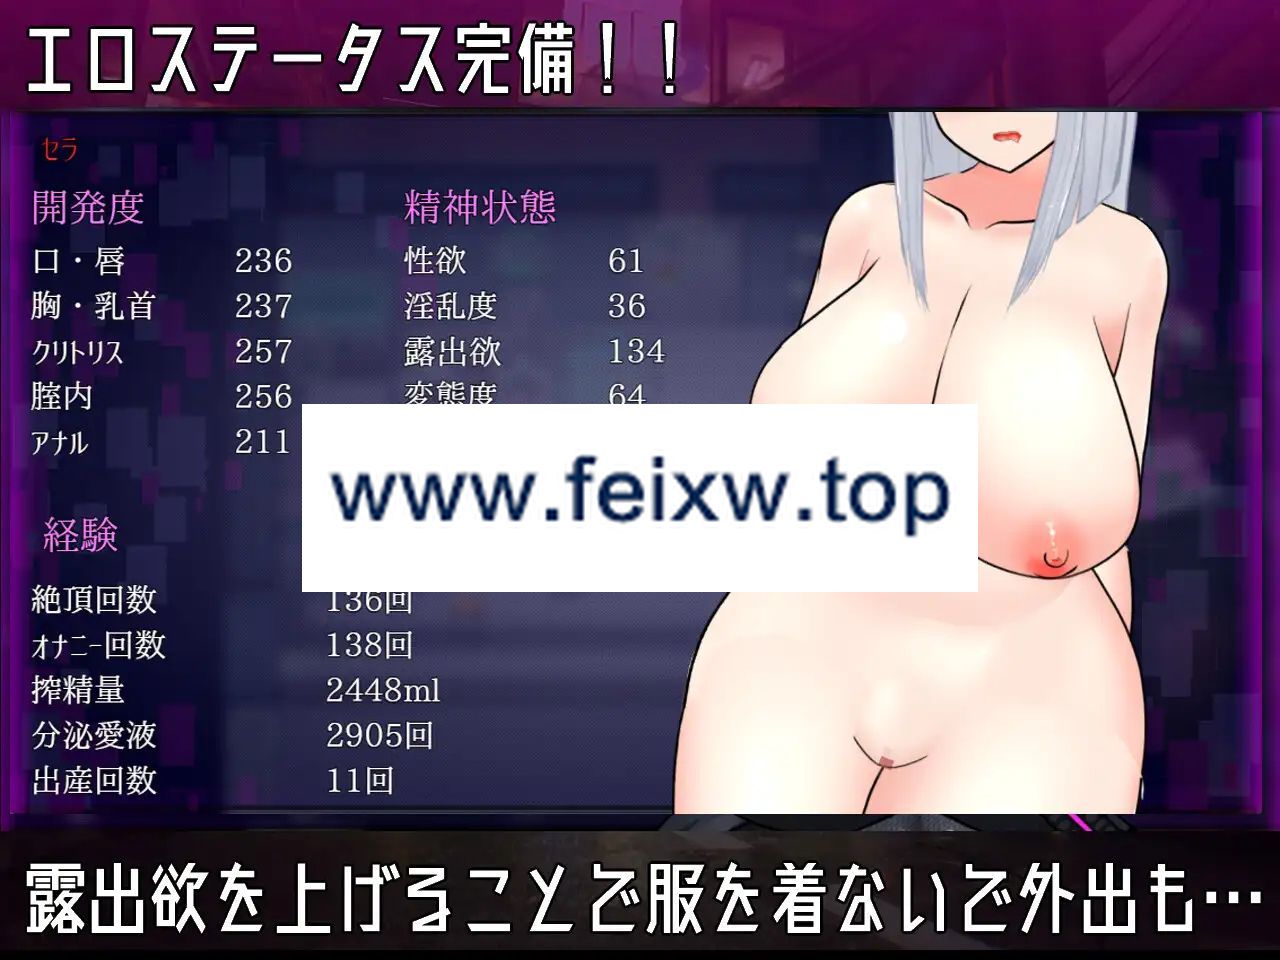 エロステータス完備！！
セラ
開発度
口・唇 236
胸・乳首 237
クリトリス 257
膣内 256
アナル 211
精神状態
性欲 61
淫乱度 36
露出欲 134
変態度 64
www.feixw.top
経験
絶頂回数 136回
オナニー回数 138回
搾精量 2448ml
分泌愛液 2905回
出産回数 11回
露出欲を上げることで服を着ないで外出も…